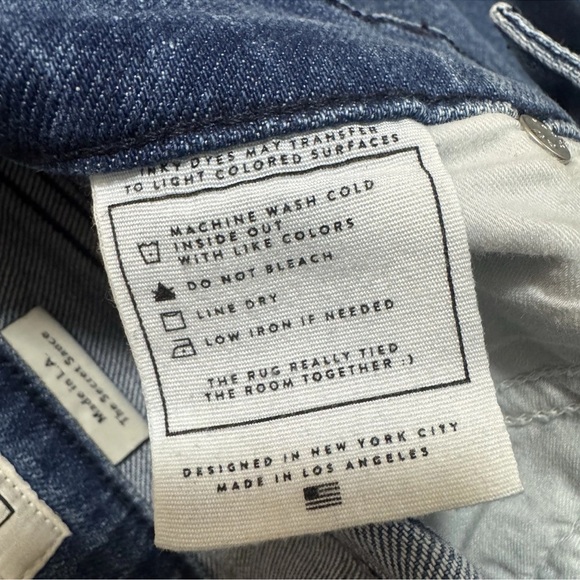 INKY DYES MAY TRANSFER
TO LIGHT COLORED SURFACES
MACHINE WASH COLD
INSIDE OUT
WITH LIKE COLORS
DO NOT BLEACH
LINE DRY
LOW IRON IF NEEDED
THE RUG REALLY TIED
THE ROOM TOGETHER :)
DESIGNED IN NEW YORK CITY
MADE IN LOS ANGELES
Made in L.A.
The Secret Sauce